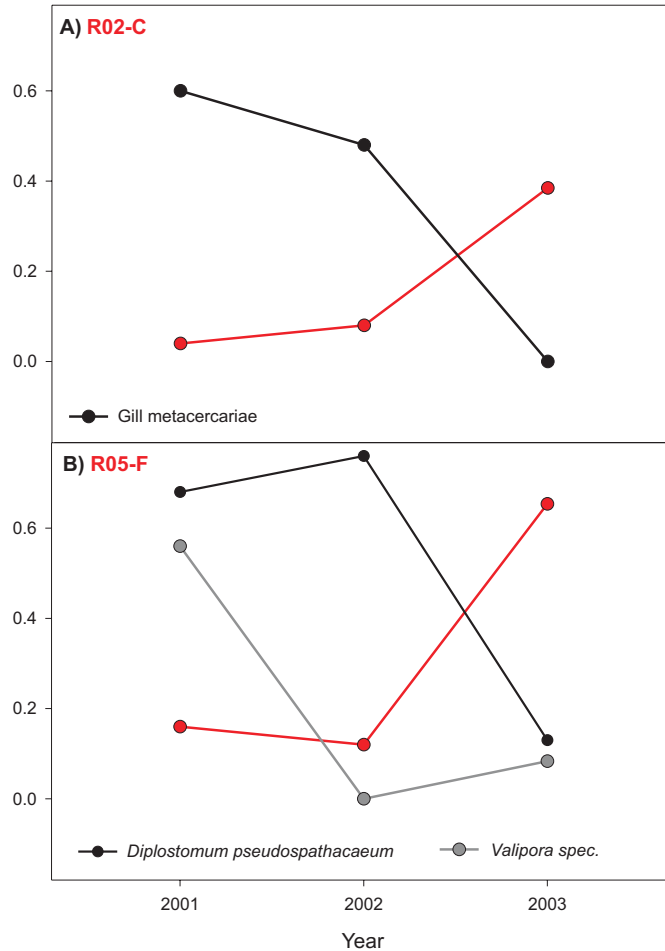 A) R02-C
0.6
0.4
0.2
0.0
Gill metacercariae
B) R05-F
0.6
0.4
0.2
0.0
Diplostomum pseudospathacaeum
Valipora spec.
2001 2002 2003
Year